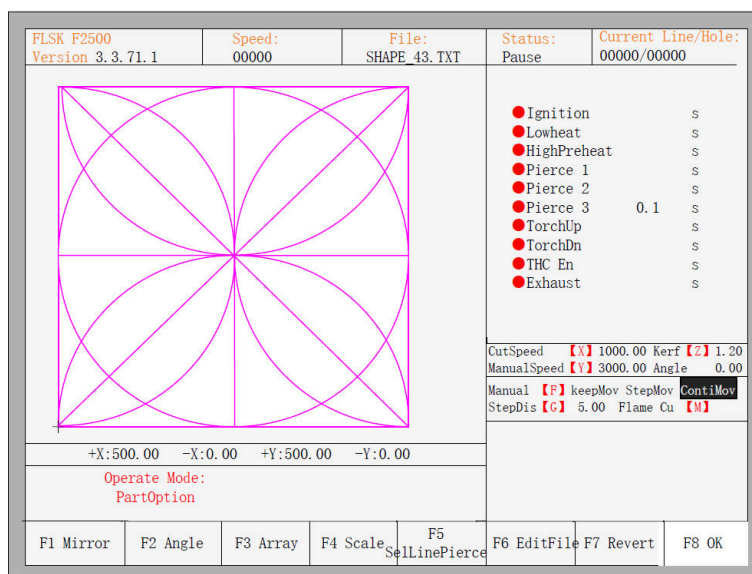 FLSK F2500
Version 3.3.71.1
Speed:
00000
File:
SHAPE_43.TXT
Status:
Pause
Current Line/Hole:
00000/00000
Ignition s
Lowheat s
HighPreheat s
Pierce 1 s
Pierce 2 s
Pierce 3 0.1 s
TorchUp s
TorchDn s
THC En s
Exhaust s
CutSpeed 【X】 1000.00 Kerf 【Z】 1.20
ManualSpeed 【Y】 3000.00 Angle 0.00
Manual 【F】 keepMov StepMov ContiMov
StepDis 【G】 5.00 Flame Cu 【M】
+X:500.00 -X:0.00 +Y:500.00 -Y:0.00
Operate Mode:
PartOption
F1 Mirror
F2 Angle
F3 Array
F4 Scale
F5
SelLinePierce
F6 EditFile
F7 Revert
F8 OK